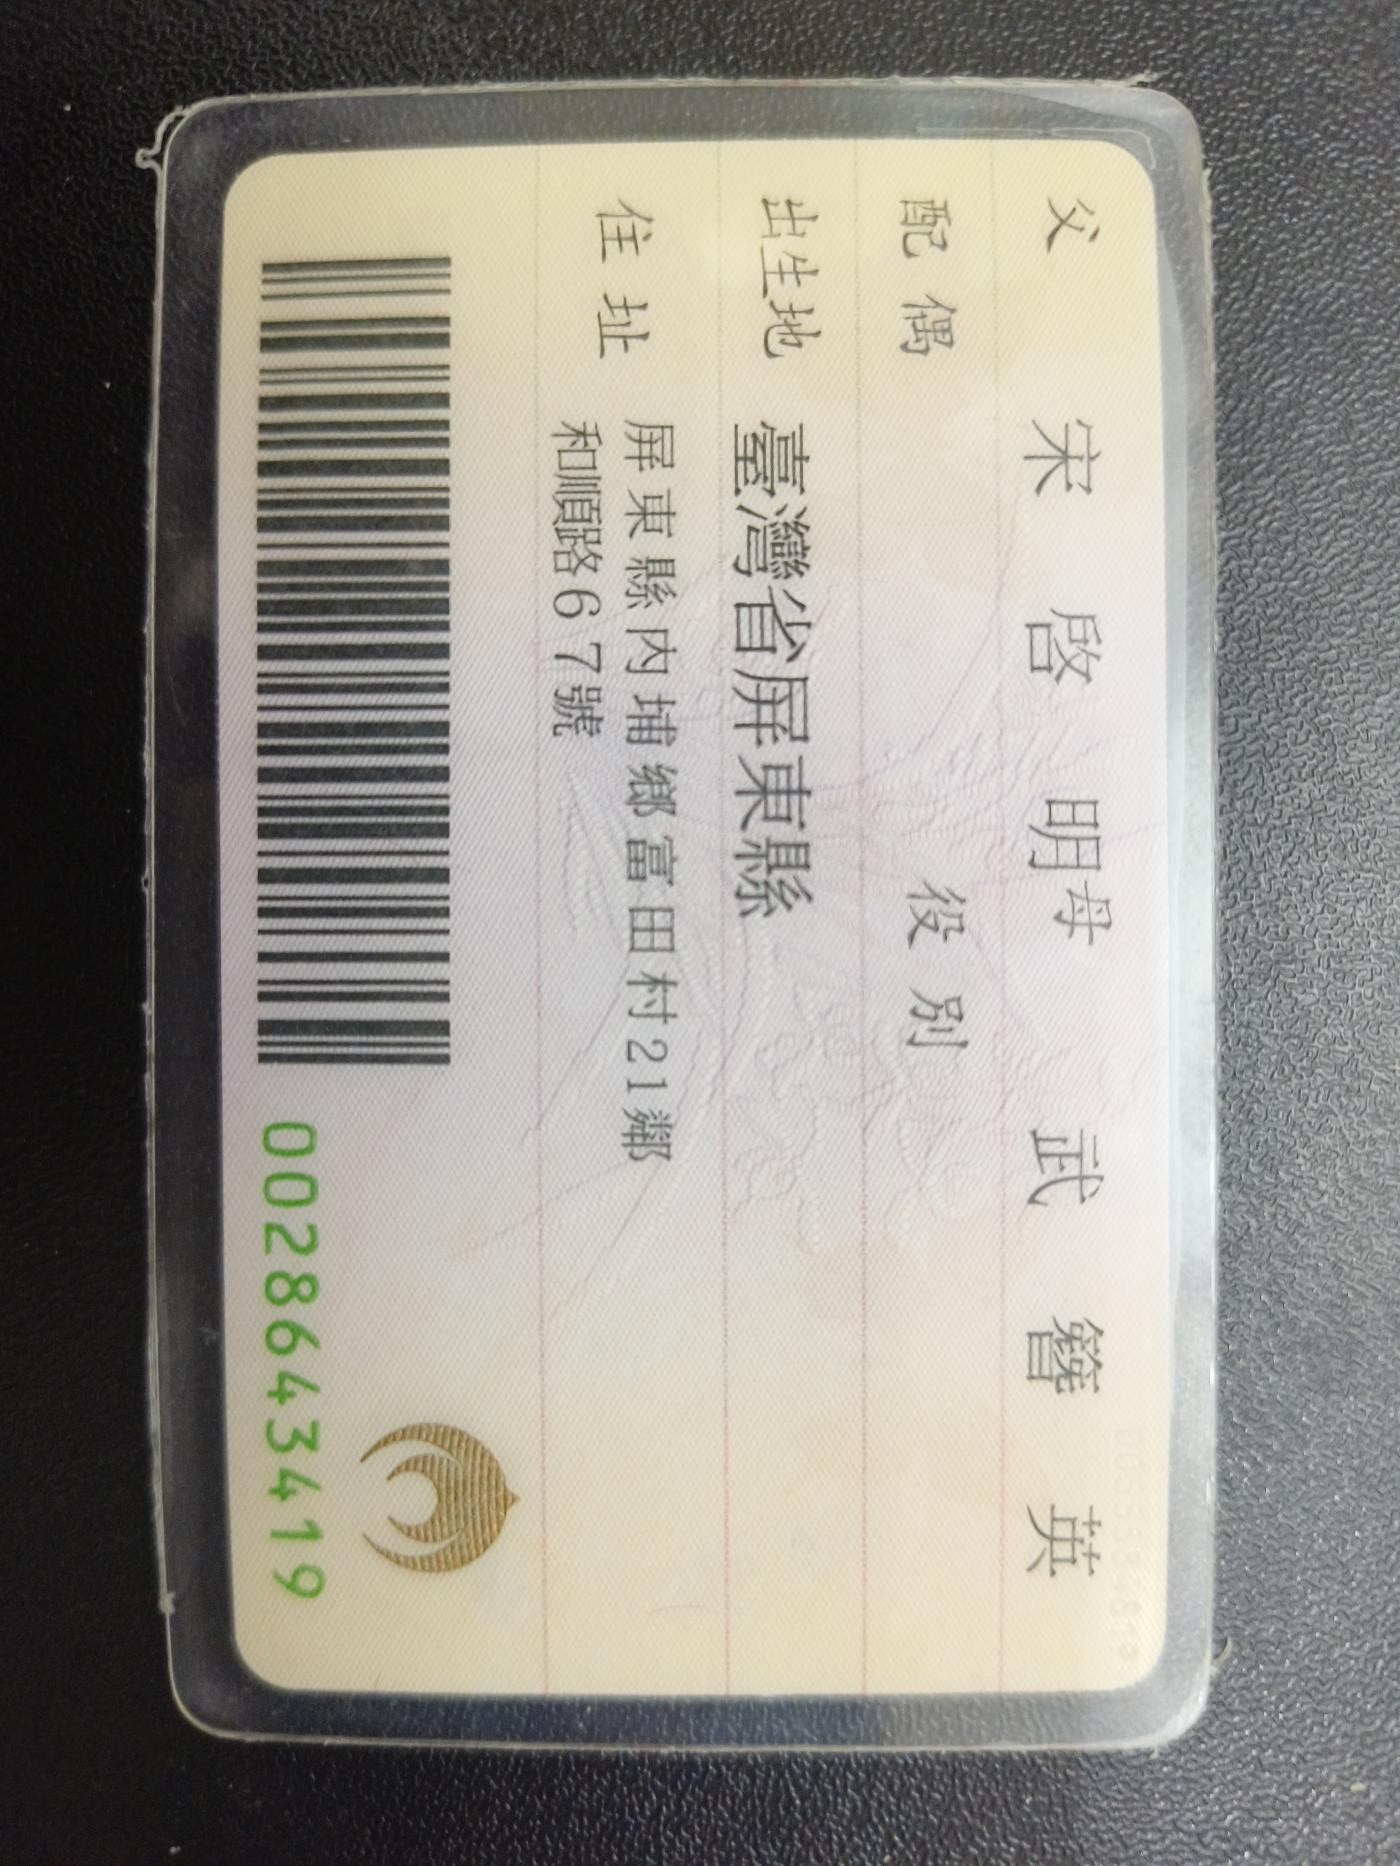 父 宋啓明 母 武簪英
配偶 役別
出生地 臺灣省屏東縣
住址 屏東縣內埔鄉富田村21鄰
和順路67號
0028643419